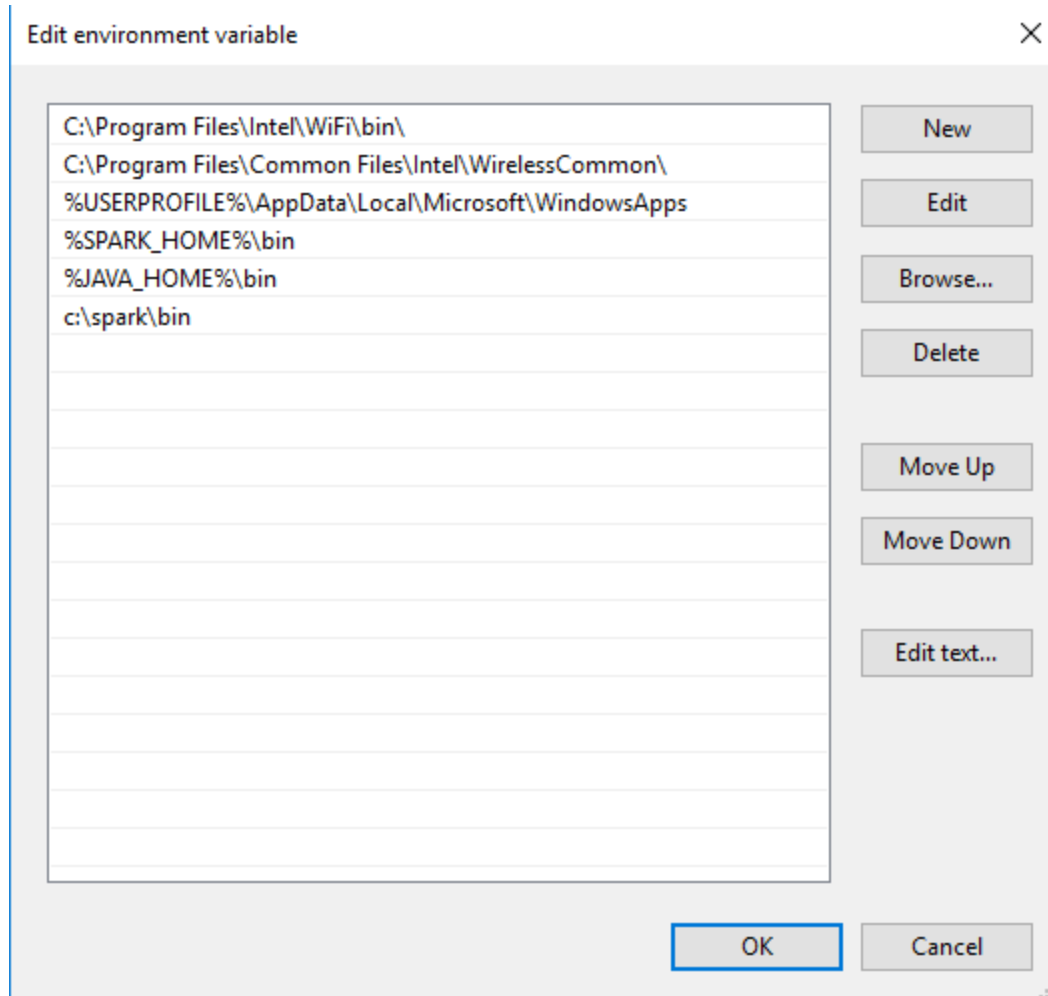 Edit environment variable
C:\Program Files\Intel\WiFi\bin\
C:\Program Files\Common Files\Intel\WirelessCommon\
%USERPROFILE%\AppData\Local\Microsoft\WindowsApps
%SPARK_HOME%\bin
%JAVA_HOME%\bin
c:\spark\bin
New
Edit
Browse...
Delete
Move Up
Move Down
Edit text...
OK
Cancel